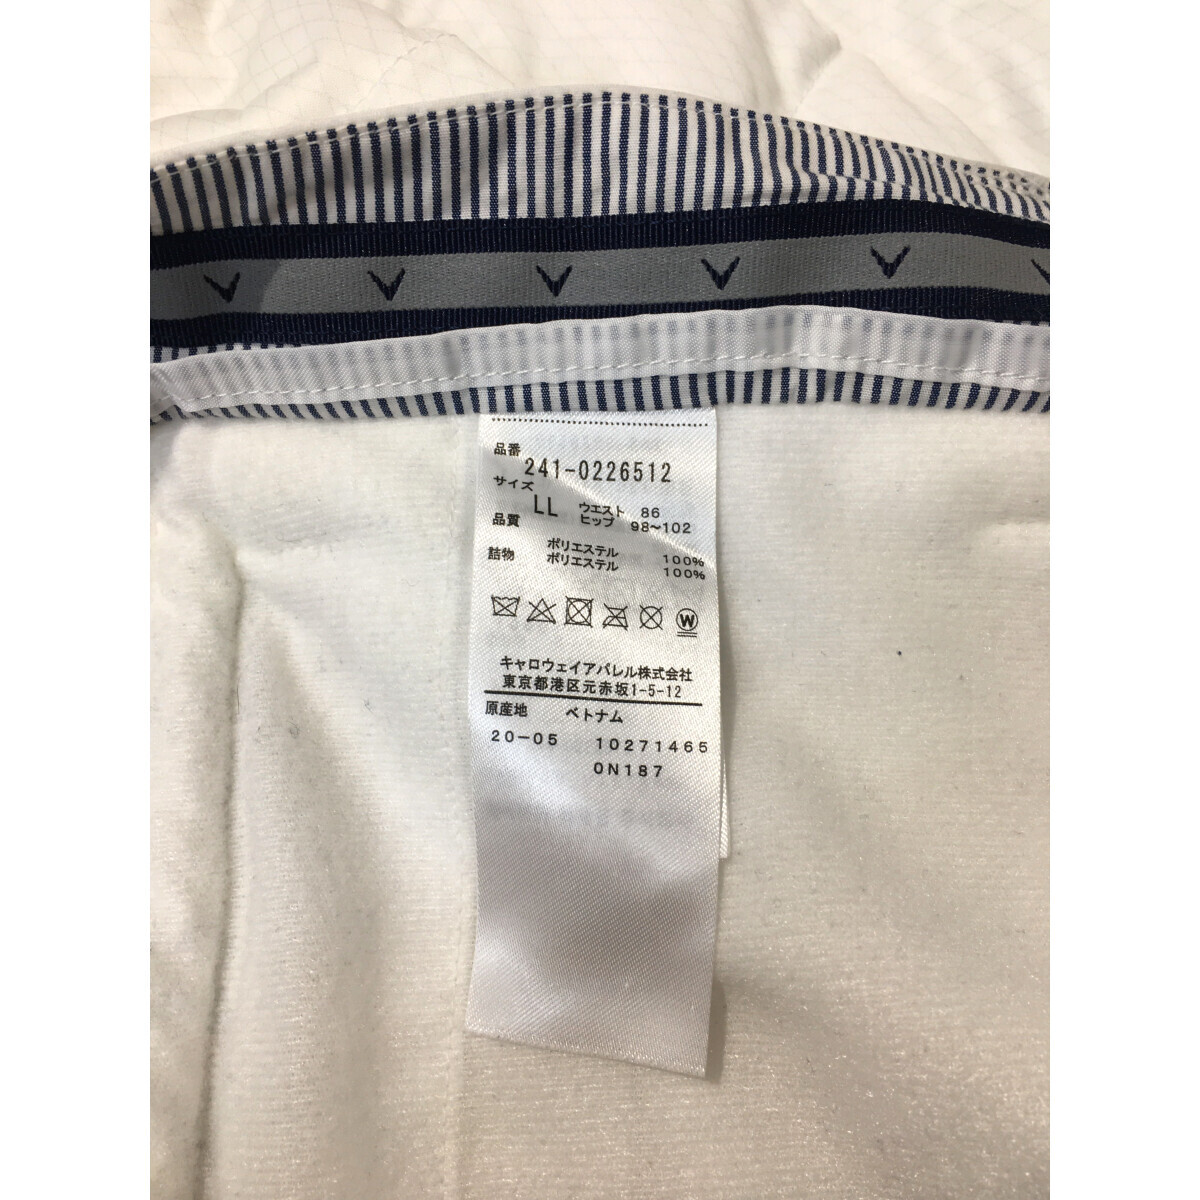 品番
241-0226512
サイズ
LL ウエスト 86
ヒップ 98~102
品質 ポリエステル 100%
詰物 ポリエステル 100%
W
キャロウェイアパレル株式会社
東京都港区元赤坂1-5-12
原産地 ベトナム
20-05 10271465
0N187